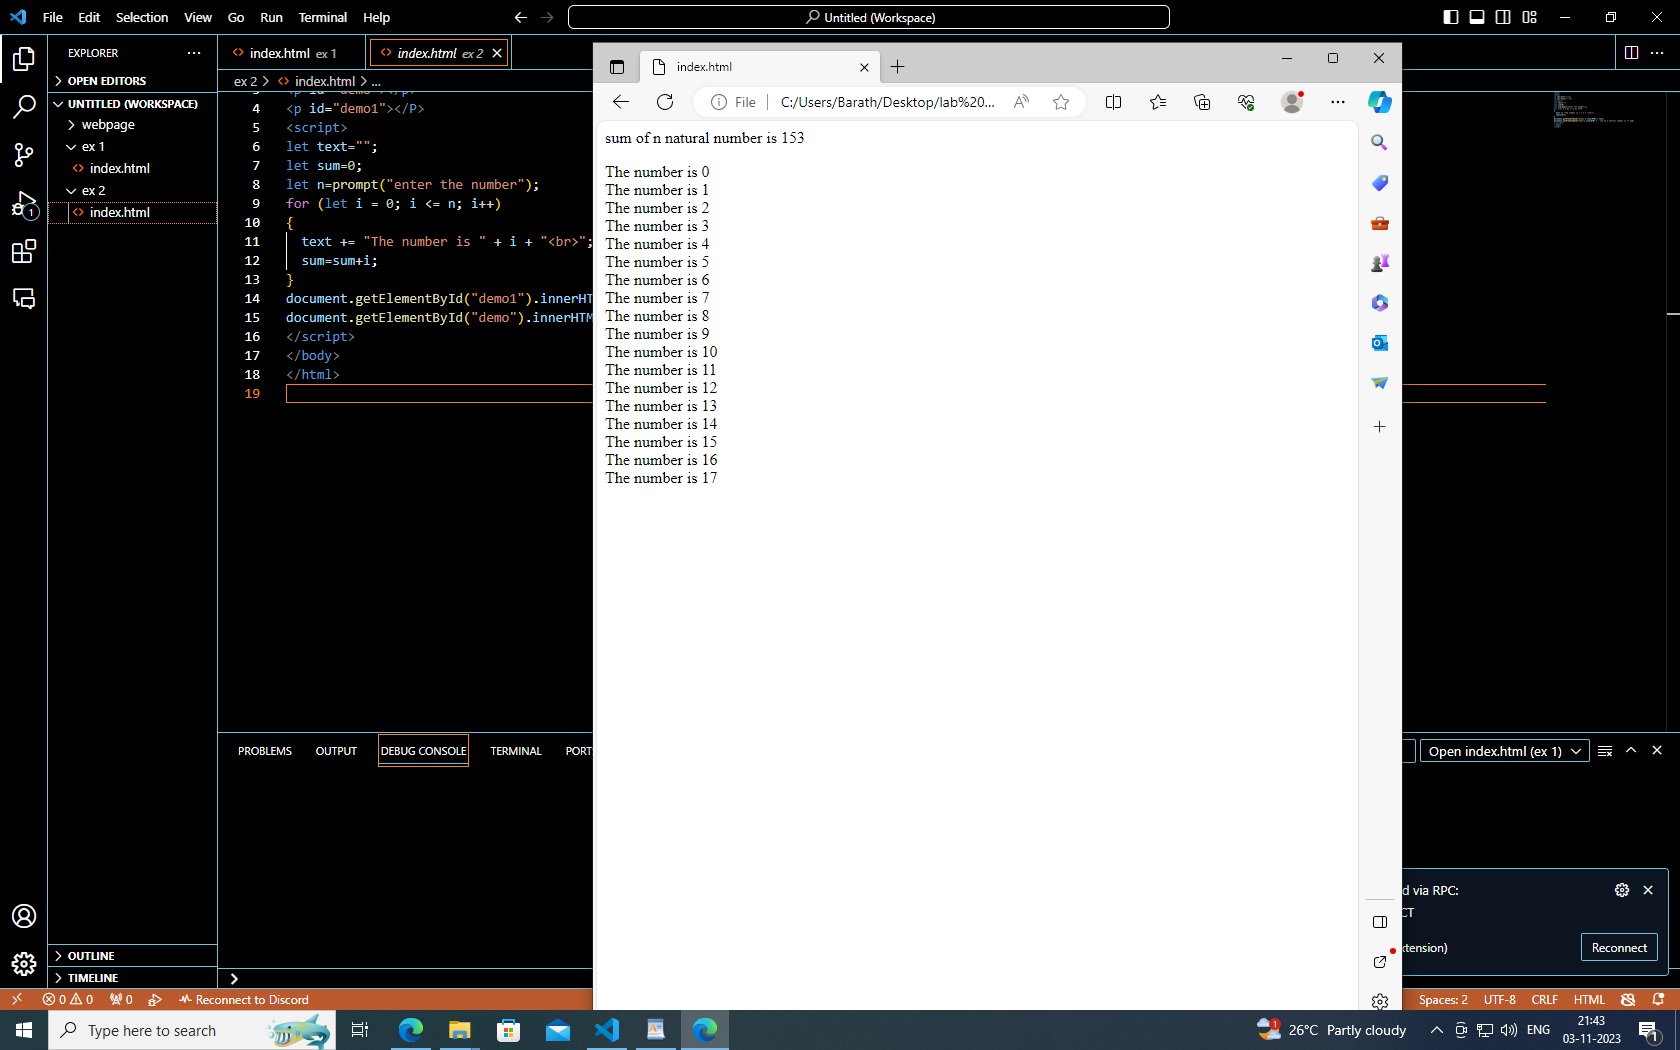 File Edit Selection View Go Run Terminal Help
Untitled (Workspace)
EXPLORER
OPEN EDITORS
UNTITLED (WORKSPACE)
webpage
ex 1
index.html
ex 2
index.html
OUTLINE
TIMELINE
1
index.html ex 1
index.html ex 2
ex 2 > index.html > ...
3 <p id="demo"></p>
4 <p id="demo1"></P>
5 <script>
6 let text="";
7 let sum=0;
8 let n=prompt("enter the number");
9 for (let i = 0; i <= n; i++)
10 {
11 text += "The number is " + i + "<br>";
12 sum=sum+i;
13 }
14 document.getElementById("demo1").innerHT
15 document.getElementById("demo").innerHTM
16 </script>
17 </body>
18 </html>
19
PROBLEMS OUTPUT DEBUG CONSOLE TERMINAL PORT
index.html
File C:/Users/Barath/Desktop/lab%20...
sum of n natural number is 153
The number is 0
The number is 1
The number is 2
The number is 3
The number is 4
The number is 5
The number is 6
The number is 7
The number is 8
The number is 9
The number is 10
The number is 11
The number is 12
The number is 13
The number is 14
The number is 15
The number is 16
The number is 17
Open index.html (ex 1)
d via RPC:
CT
tension)
Reconnect
0 0 0 Reconnect to Discord
Spaces: 2 UTF-8 CRLF HTML
Type here to search
1 26°C Partly cloudy
ENG
21:43
03-11-2023
1